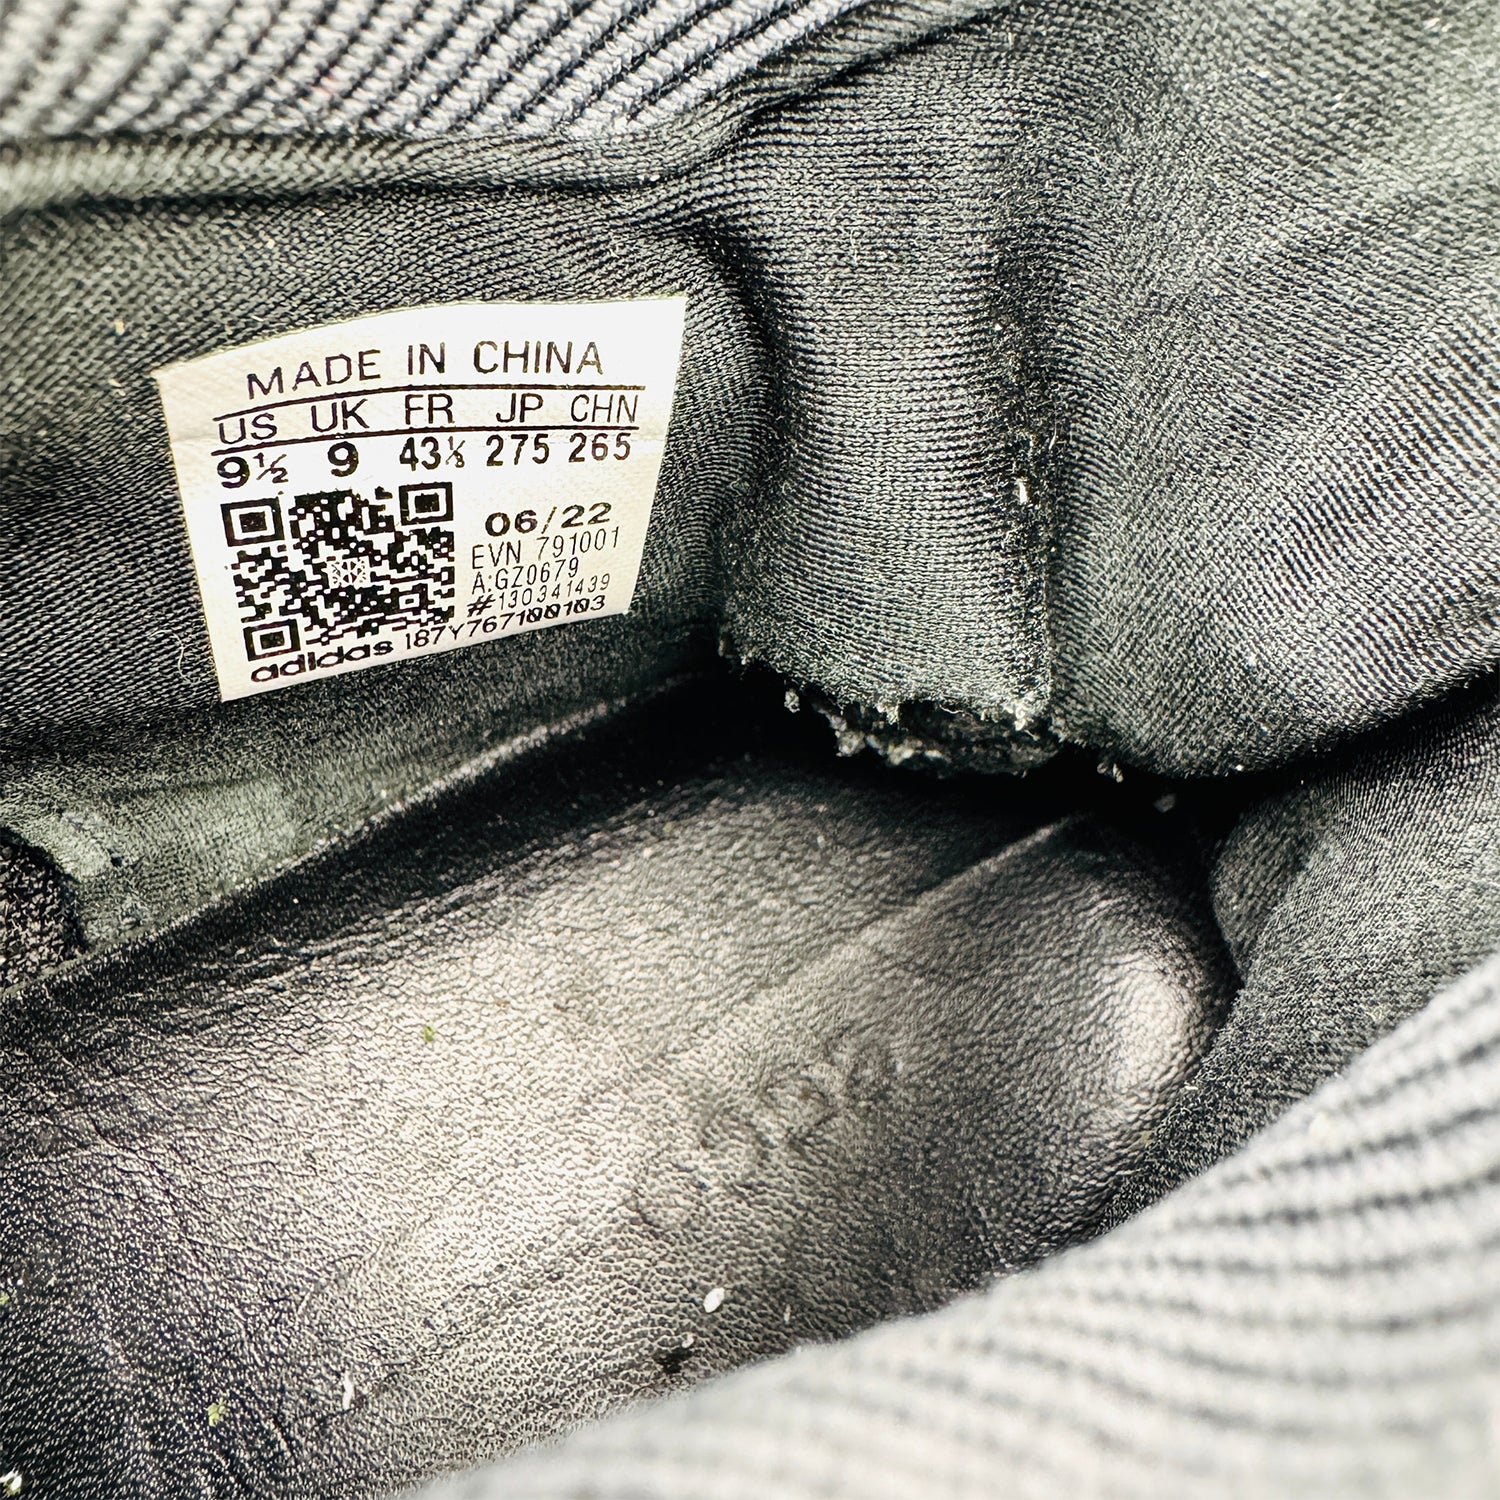 MADE IN CHINA
US UK FR JP CHN
9½ 9 43⅓ 275 265
06/22
EVN 791001
A:GZ0679
#130341439
adidas 187Y767100103